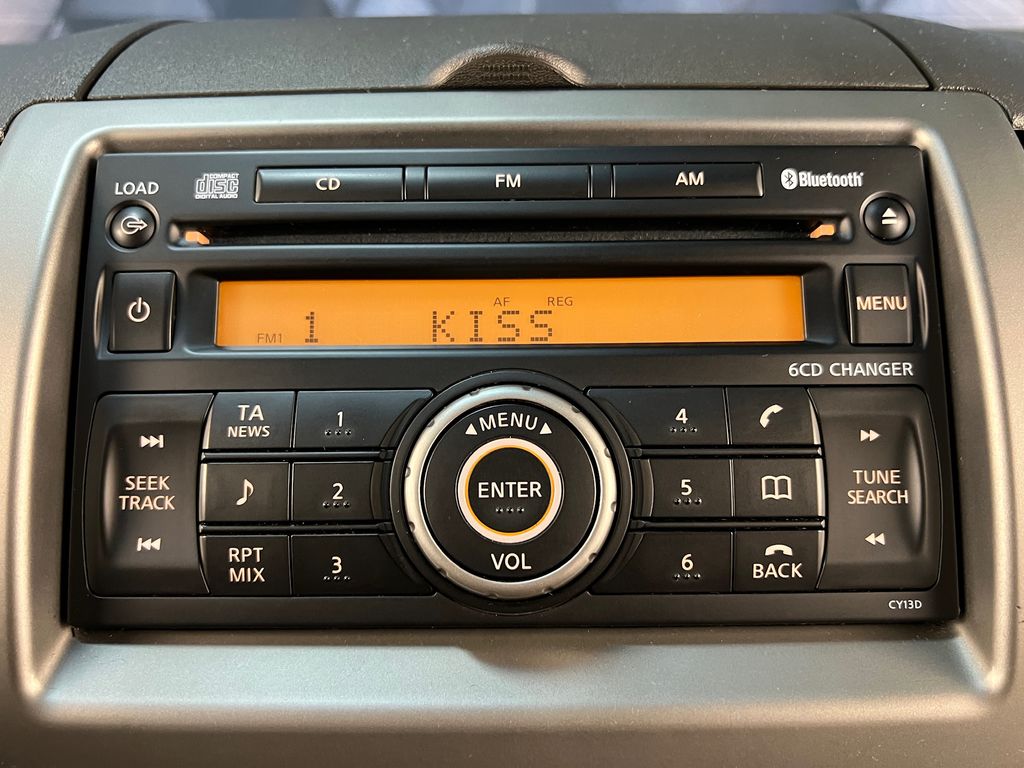 LOAD
COMPACT
disc
DIGITAL AUDIO
CD
FM
AM
Bluetooth
MENU
AF REG
FM1 1 KISS
6CD CHANGER
SEEK
TRACK
TA
NEWS
1
2
RPT
MIX
3
MENU
ENTER
VOL
4
5
6
BACK
TUNE
SEARCH
CY13D